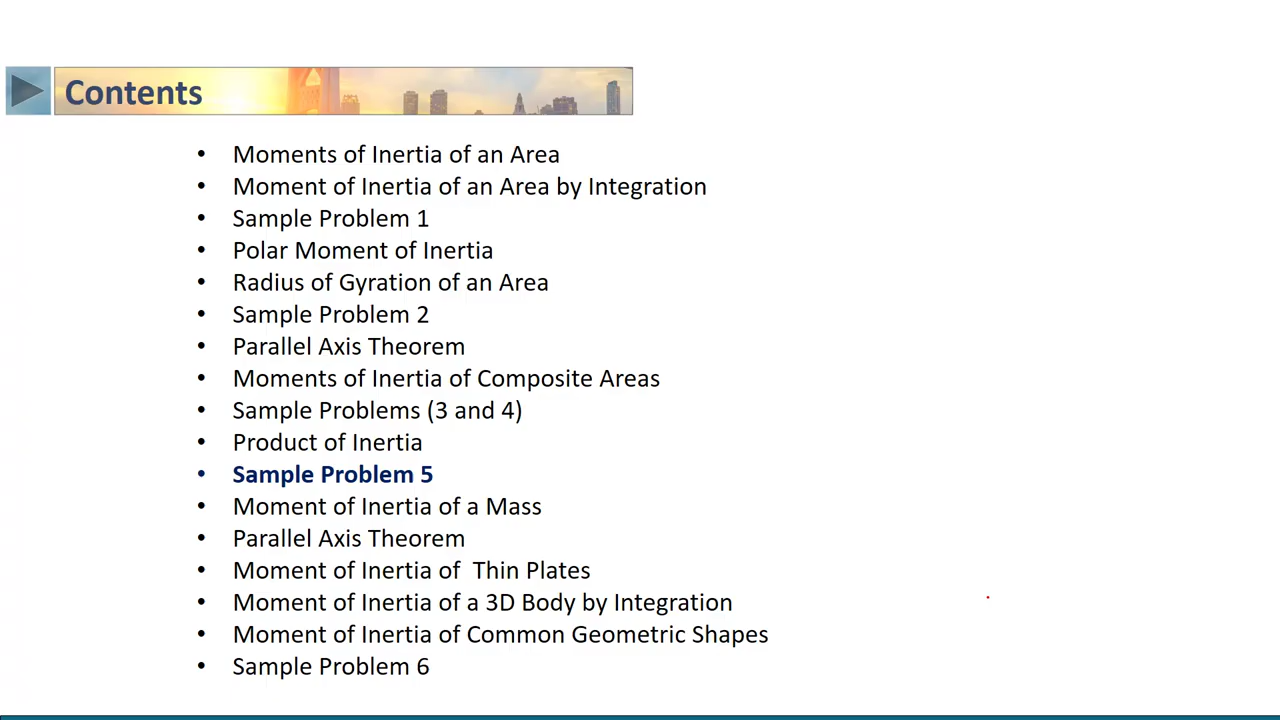 Contents
• Moments of Inertia of an Area
• Moment of Inertia of an Area by Integration
• Sample Problem 1
• Polar Moment of Inertia
• Radius of Gyration of an Area
• Sample Problem 2
• Parallel Axis Theorem
• Moments of Inertia of Composite Areas
• Sample Problems (3 and 4)
• Product of Inertia
• Sample Problem 5
• Moment of Inertia of a Mass
• Parallel Axis Theorem
• Moment of Inertia of  Thin Plates
• Moment of Inertia of a 3D Body by Integration
• Moment of Inertia of Common Geometric Shapes
• Sample Problem 6